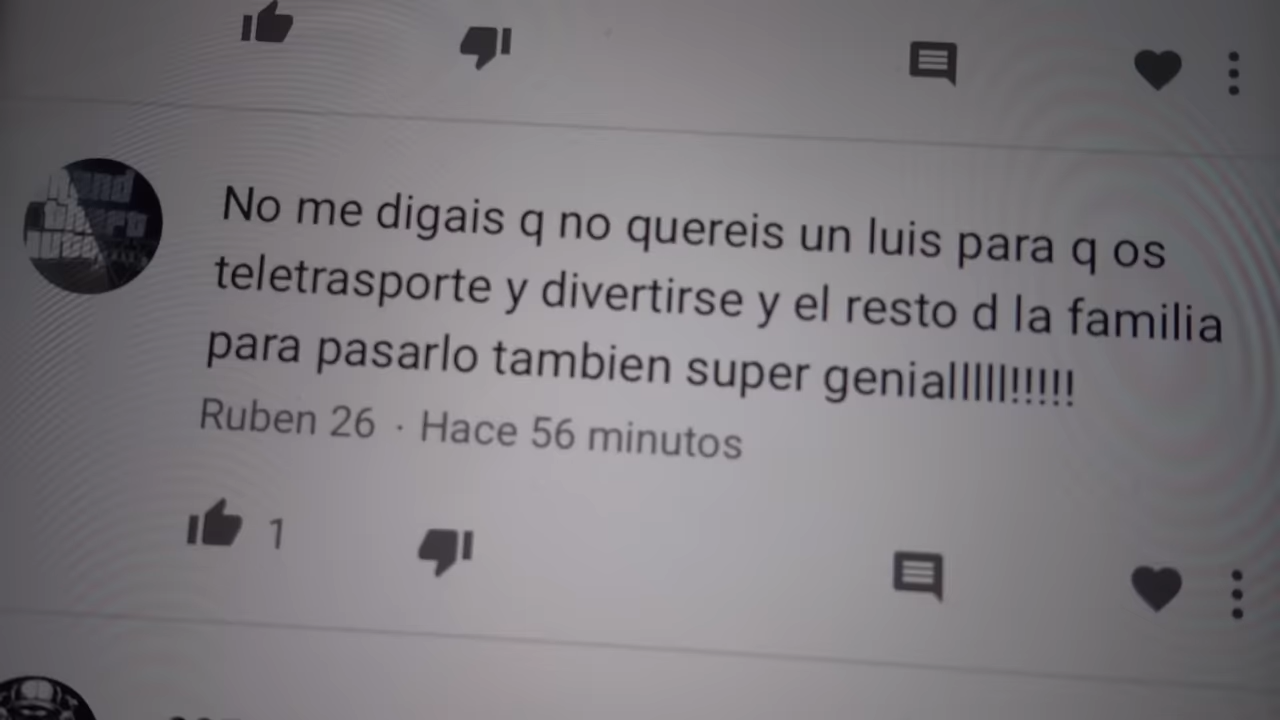 No me digais q no quereis un luis para q os
teletrasporte y divertirse y el resto d la familia
para pasarlo tambien super geniallllll!!!!!
Ruben 26 · Hace 56 minutos
1